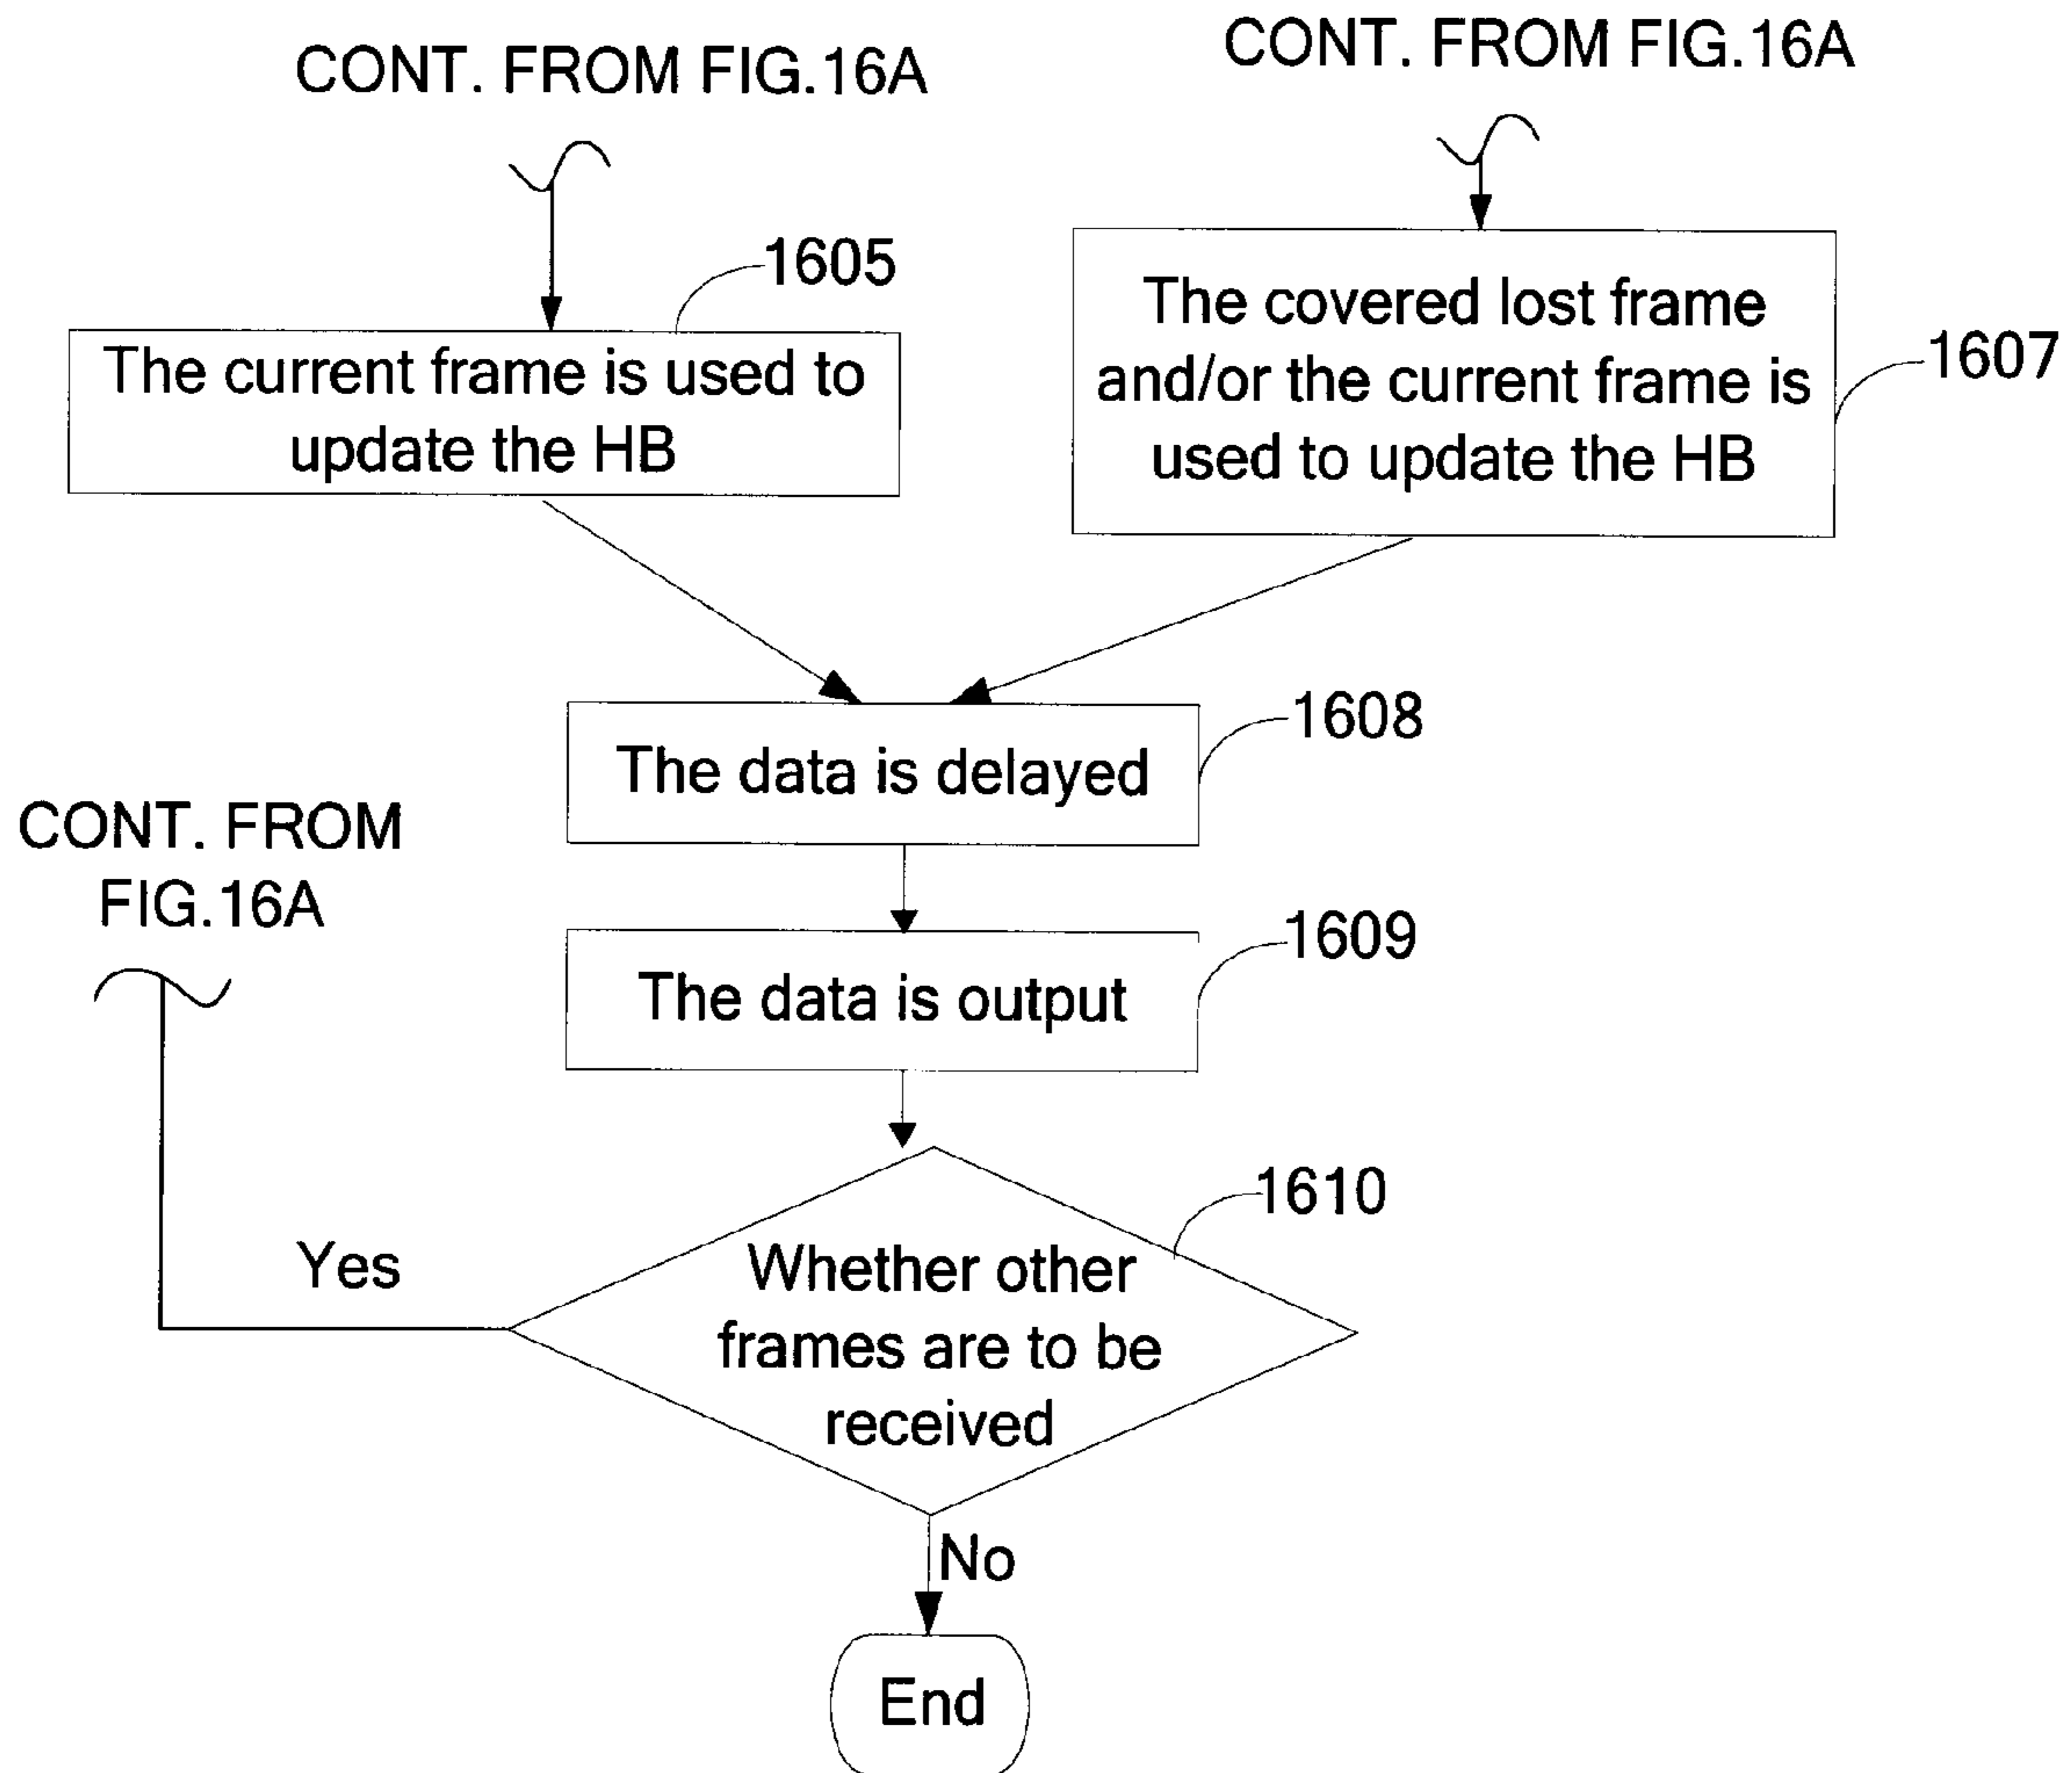 CONT. FROM FIG.16A
CONT. FROM FIG.16A
1605
The current frame is used to
update the HB
The covered lost frame
and/or the current frame is
used to update the HB
1607
1608
The data is delayed
CONT. FROM
FIG.16A
1609
The data is output
1610
Yes
Whether other
frames are to be
received
No
End